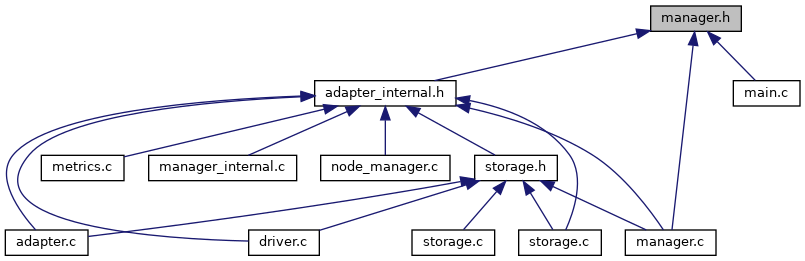 manager.h
adapter_internal.h
main.c
metrics.c
manager_internal.c
node_manager.c
storage.h
adapter.c
driver.c
storage.c
storage.c
manager.c